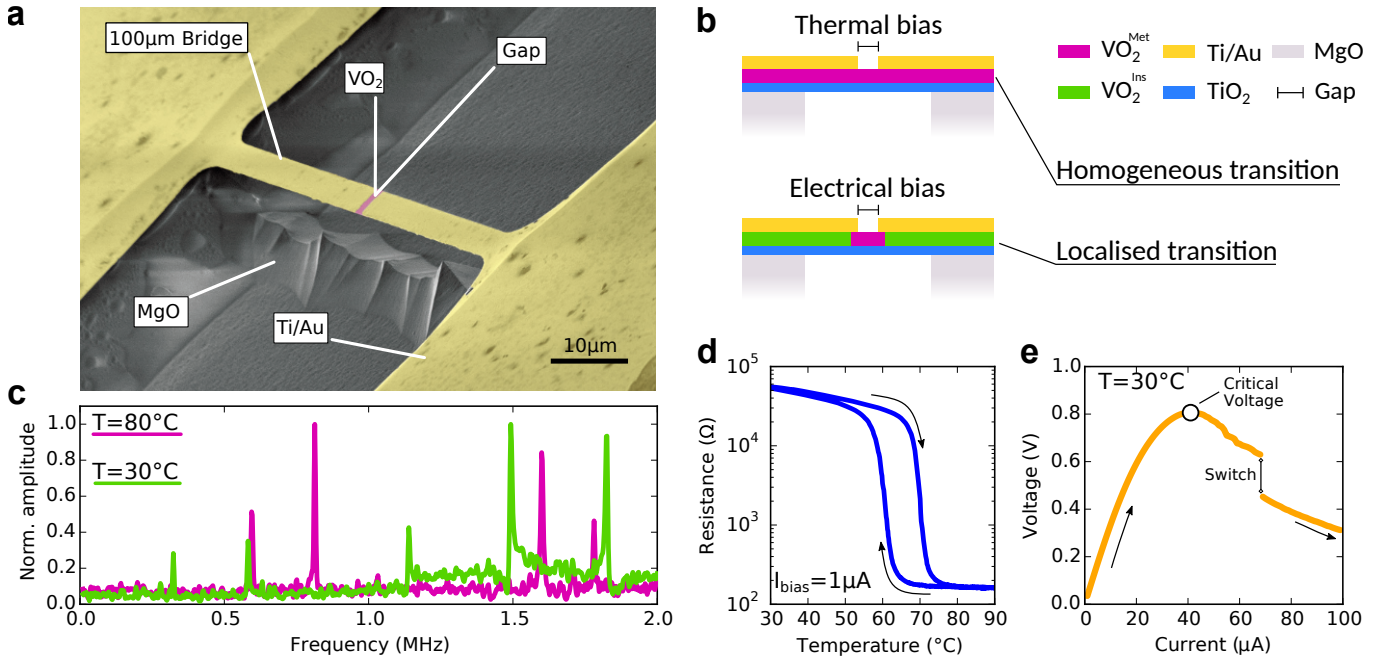 a
100μm Bridge
Gap
VO2
MgO
Ti/Au
10μm
b
Thermal bias
Electrical bias
VO2^Met
Ti/Au
MgO
VO2^Ins
TiO2
Gap
Homogeneous transition
Localised transition
c
T=80°C
T=30°C
Norm. amplitude
1.0
0.8
0.6
0.4
0.2
0.0
0.0
0.5
1.0
1.5
2.0
Frequency (MHz)
d
Resistance (Ω)
10^5
10^4
10^3
10^2
Ibias=1μA
30 40 50 60 70 80 90
Temperature (°C)
e
T=30°C
Critical
Voltage
Switch
Voltage (V)
1.0
0.8
0.6
0.4
0.2
0.0
0 20 40 60 80 100
Current (μA)